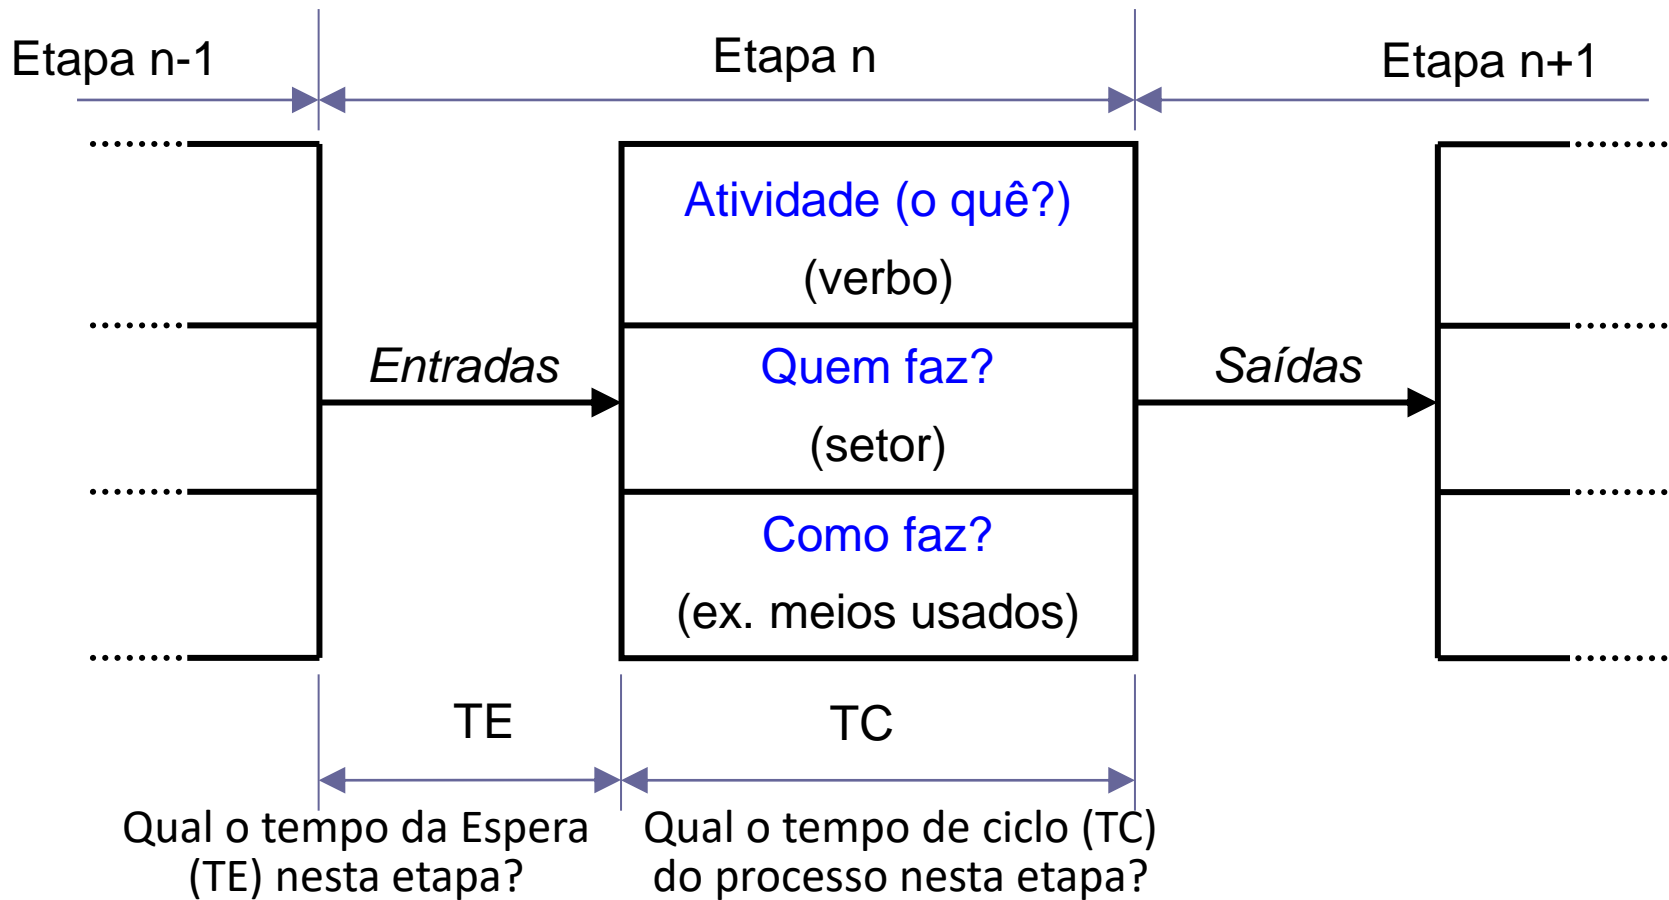 Etapa n-1
Etapa n
Etapa n+1
Atividade (o quê?)
(verbo)
Entradas
Quem faz?
Saídas
(setor)
Como faz?
(ex. meios usados)
TE
TC
Qual o tempo da Espera
(TE) nesta etapa?
Qual o tempo de ciclo (TC)
do processo nesta etapa?